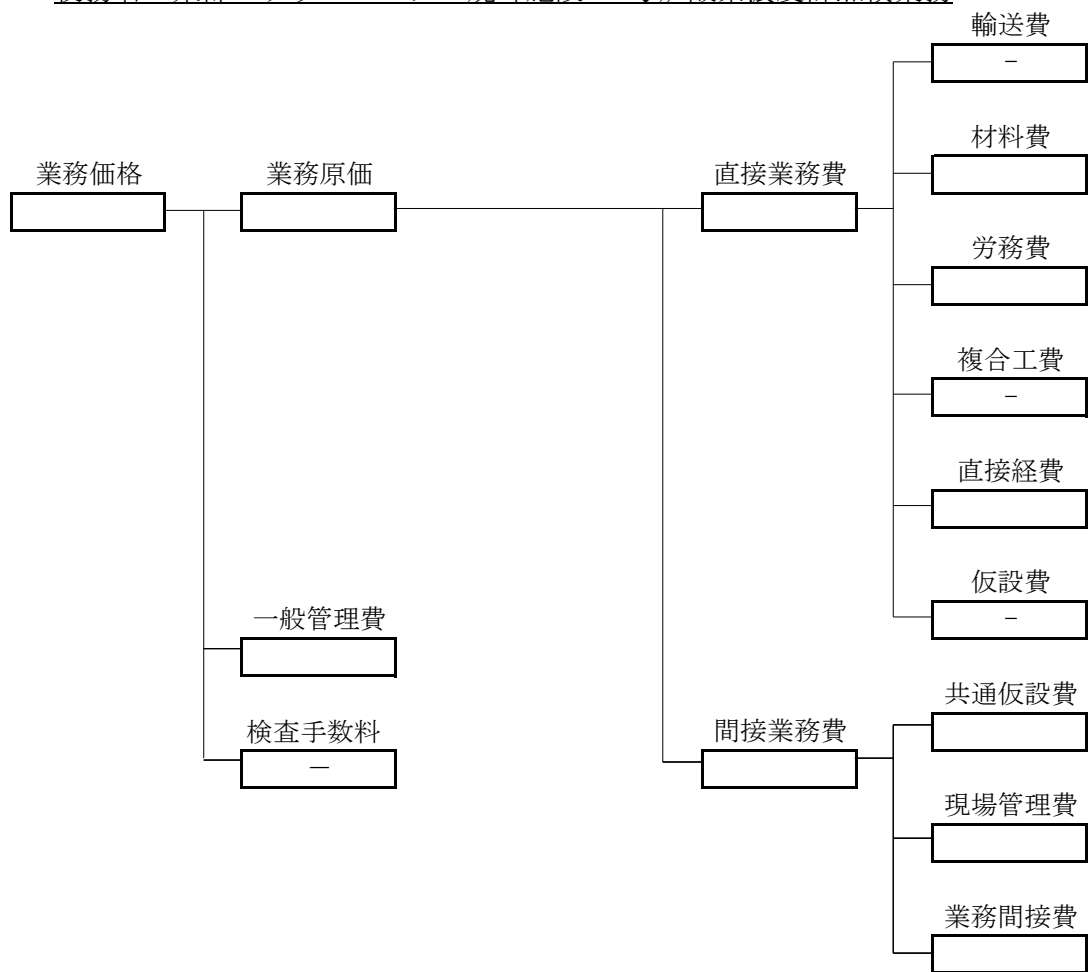 輸送費
－
材料費
業務価格
業務原価
直接業務費
労務費
複合工費
－
直接経費
仮設費
－
一般管理費
共通仮設費
検査手数料
－
間接業務費
現場管理費
業務間接費